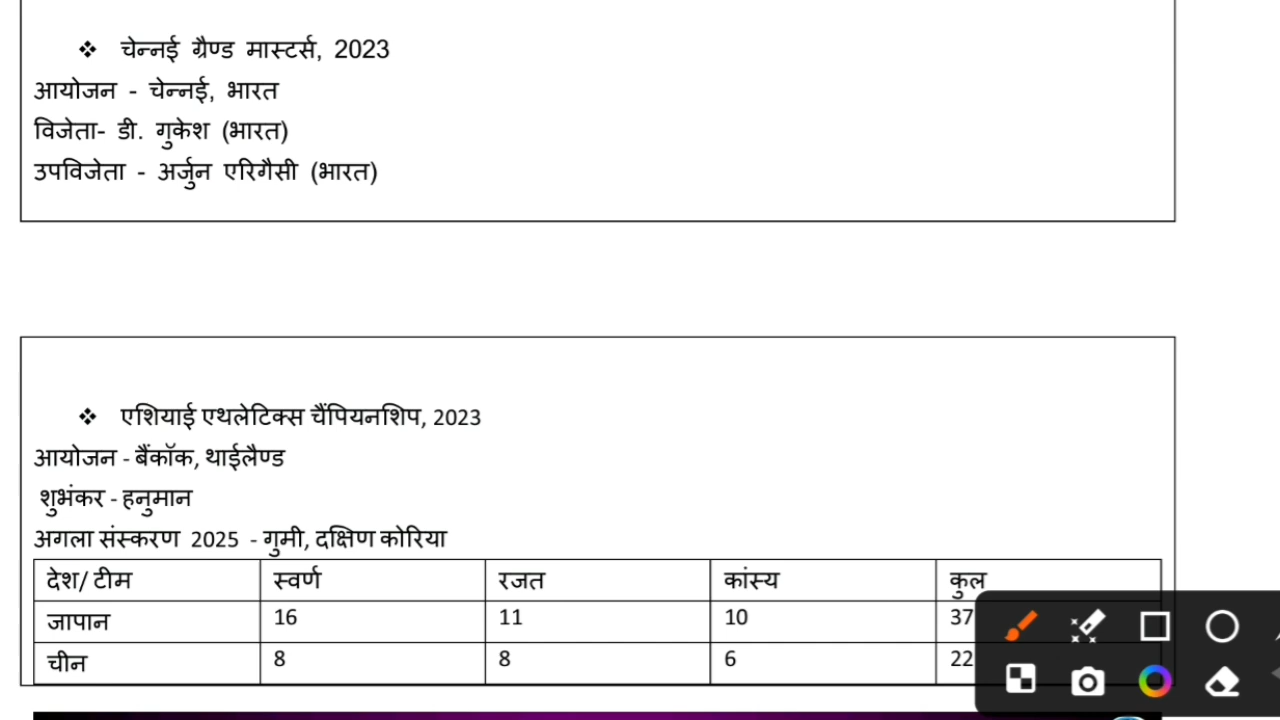 ❖ चेन्नई ग्रैण्ड मास्टर्स, 2023
आयोजन - चेन्नई, भारत
विजेता- डी. गुकेश (भारत)
उपविजेता - अर्जुन एरिगैसी (भारत)
❖ एशियाई एथलेटिक्स चैंपियनशिप, 2023
आयोजन - बैंकॉक, थाईलैण्ड
शुभंकर - हनुमान
अगला संस्करण 2025 - गुमी, दक्षिण कोरिया
देश/ टीम स्वर्ण रजत कांस्य कुल
जापान 16 11 10 37
चीन 8 8 6 22